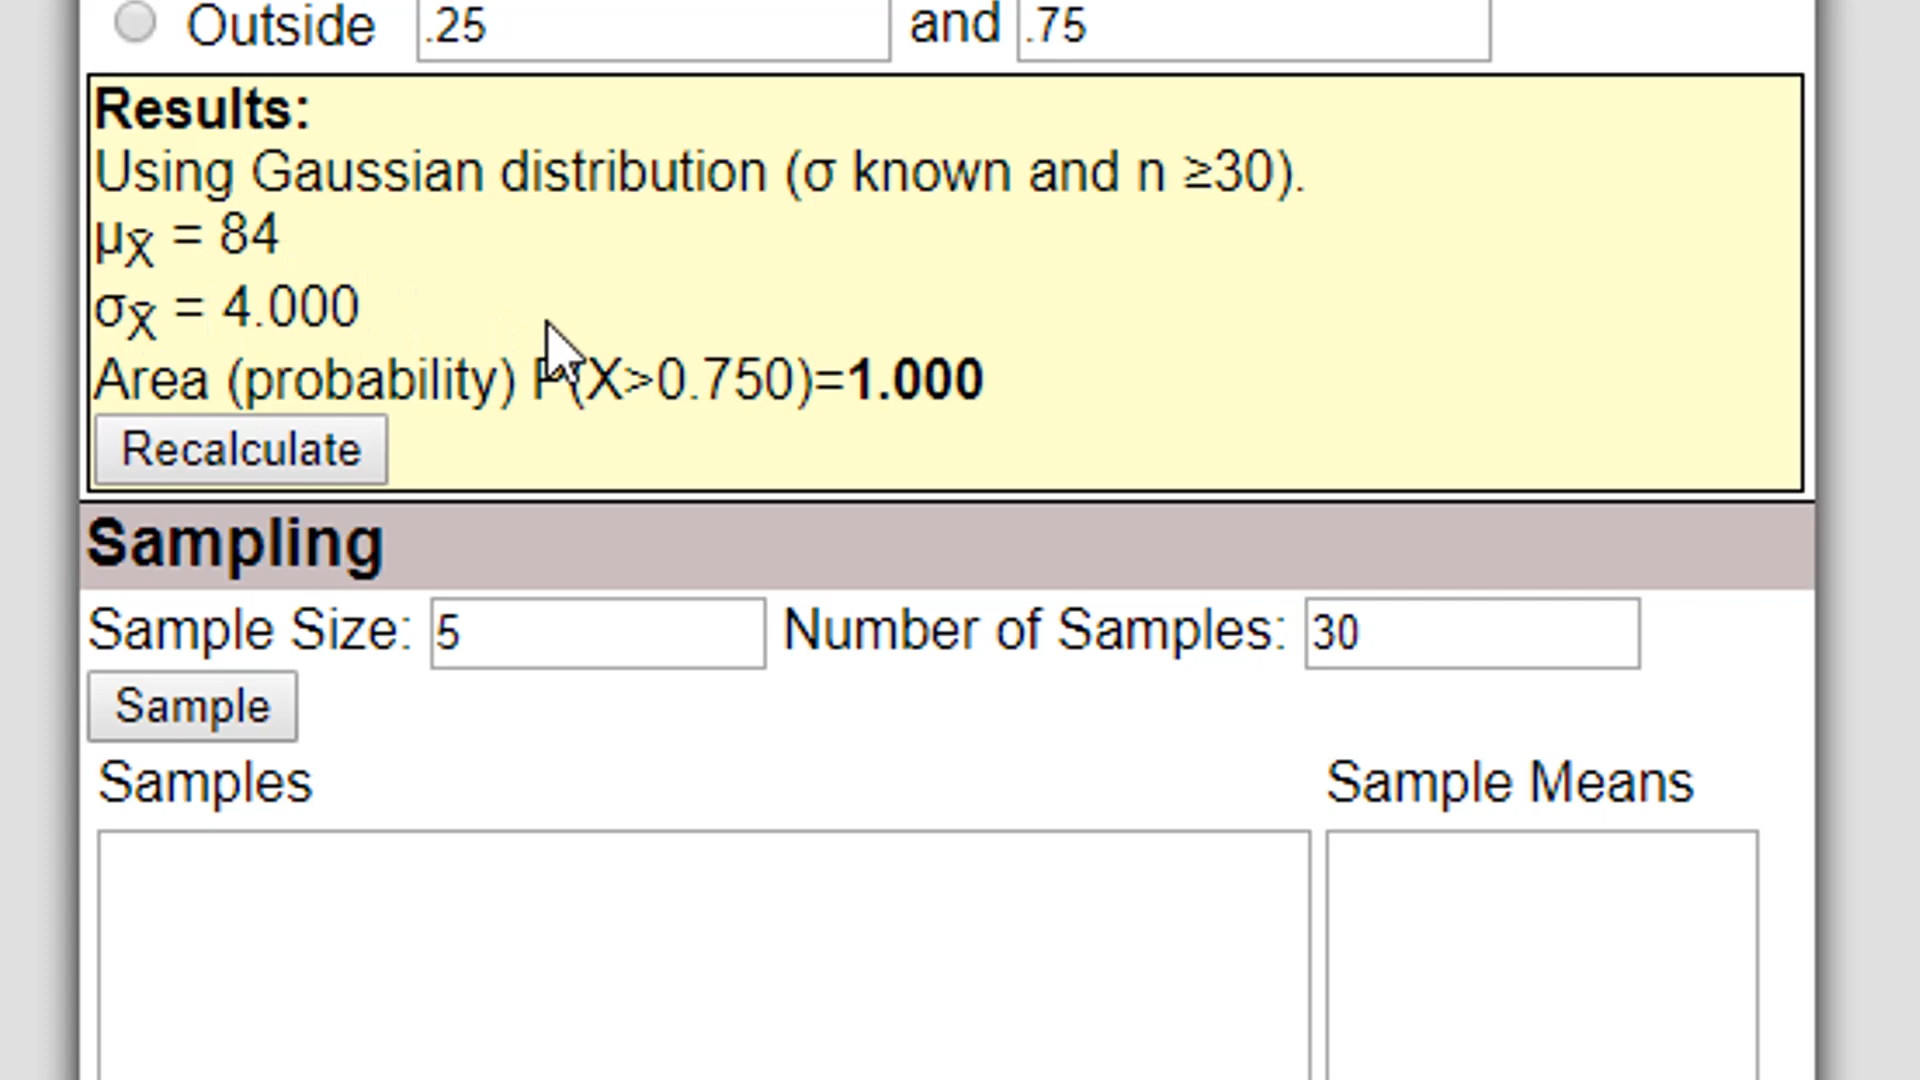 Outside .25 and .75
Results:
Using Gaussian distribution (σ known and n ≥30).
μx̄ = 84
σx̄ = 4.000
Area (probability) P(X>0.750)=1.000
Recalculate
Sampling
Sample Size: 5 Number of Samples: 30
Sample
Samples Sample Means